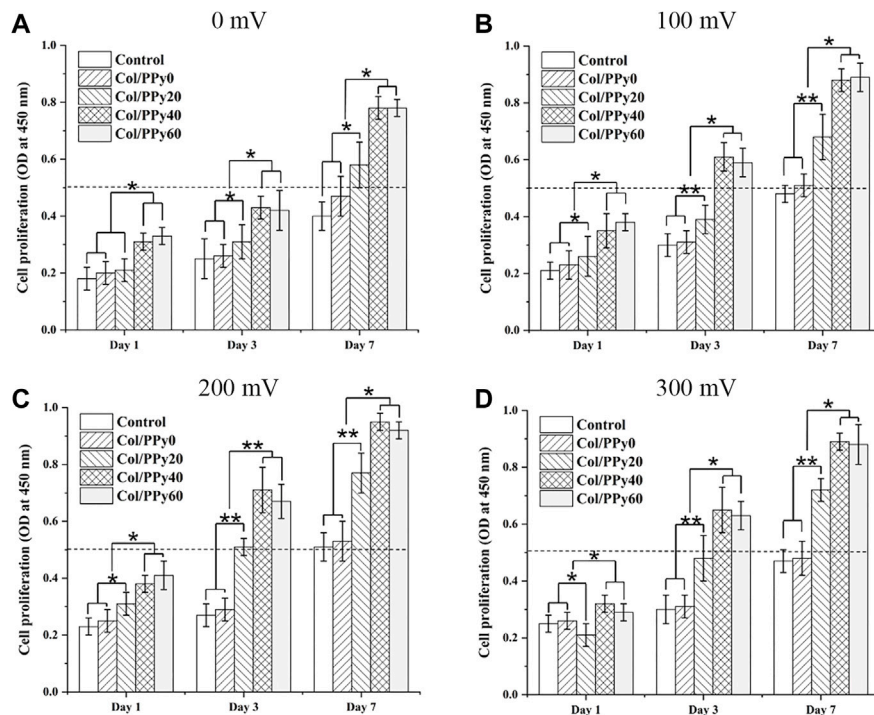 A
0 mV
Cell proliferation (OD at 450 nm)
1.0
0.8
0.6
0.4
0.2
0.0
Control
Col/PPy0
Col/PPy20
Col/PPy40
Col/PPy60
*
*
*
*
*
Day 1
Day 3
Day 7
B
100 mV
Cell proliferation (OD at 450 nm)
1.0
0.8
0.6
0.4
0.2
0.0
Control
Col/PPy0
Col/PPy20
Col/PPy40
Col/PPy60
*
*
*
**
*
**
Day 1
Day 3
Day 7
C
200 mV
Cell proliferation (OD at 450 nm)
1.0
0.8
0.6
0.4
0.2
0.0
Control
Col/PPy0
Col/PPy20
Col/PPy40
Col/PPy60
*
*
**
**
*
**
Day 1
Day 3
Day 7
D
300 mV
Cell proliferation (OD at 450 nm)
1.0
0.8
0.6
0.4
0.2
0.0
Control
Col/PPy0
Col/PPy20
Col/PPy40
Col/PPy60
*
*
*
**
*
**
Day 1
Day 3
Day 7